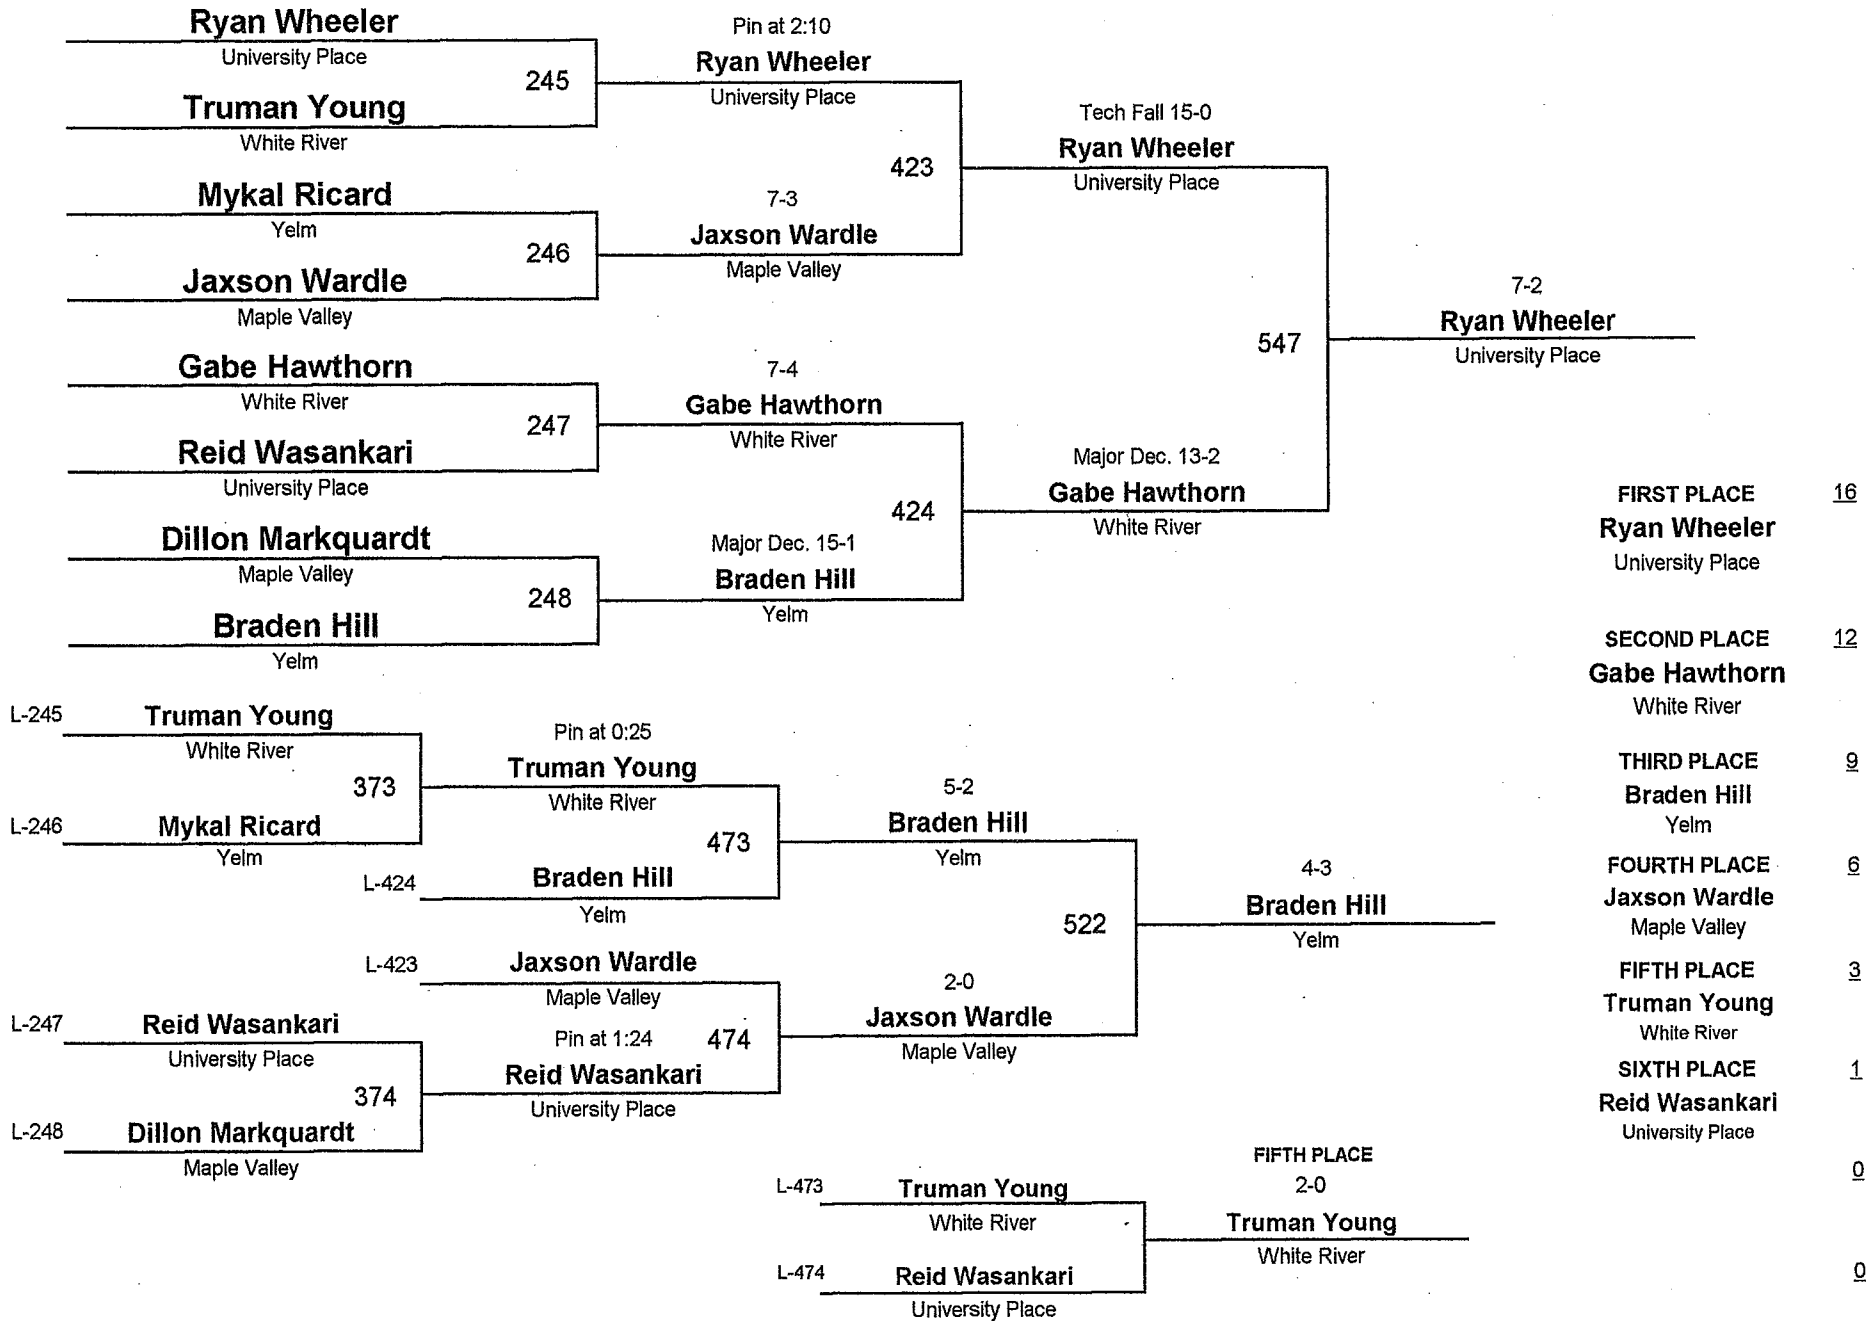 Ryan Wheeler
University Place
245
Truman Young
White River
Mykal Ricard
Yelm
246
Jaxson Wardle
Maple Valley
Gabe Hawthorn
White River
247
Reid Wasankari
University Place
Dillon Markquardt
Maple Valley
248
Braden Hill
Yelm
Pin at 2:10
Ryan Wheeler
University Place
423
7-3
Jaxson Wardle
Maple Valley
7-4
Gabe Hawthorn
White River
424
Major Dec. 15-1
Braden Hill
Yelm
Tech Fall 15-0
Ryan Wheeler
University Place
547
Major Dec. 13-2
Gabe Hawthorn
White River
7-2
Ryan Wheeler
University Place
L-245 Truman Young
White River
373
L-246 Mykal Ricard
Yelm
Pin at 0:25
Truman Young
White River
473
L-424 Braden Hill
Yelm
L-423 Jaxson Wardle
Maple Valley
L-247 Reid Wasankari
University Place
374
L-248 Dillon Markquardt
Maple Valley
Pin at 1:24
474
Reid Wasankari
University Place
5-2
Braden Hill
Yelm
522
2-0
Jaxson Wardle
Maple Valley
4-3
Braden Hill
Yelm
L-473 Truman Young
White River
L-474 Reid Wasankari
University Place
FIFTH PLACE
2-0
Truman Young
White River
FIRST PLACE 16
Ryan Wheeler
University Place
SECOND PLACE 12
Gabe Hawthorn
White River
THIRD PLACE 9
Braden Hill
Yelm
FOURTH PLACE 6
Jaxson Wardle
Maple Valley
FIFTH PLACE 3
Truman Young
White River
SIXTH PLACE 1
Reid Wasankari
University Place
0
0